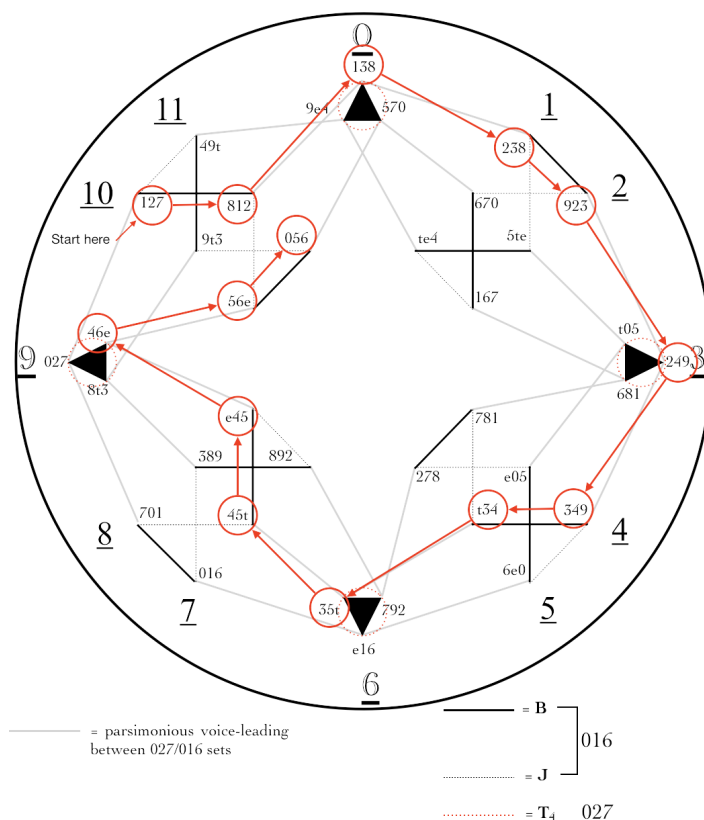 0
138
11
9e4
570
1
49t
238
10
2
127
812
670
923
Start here
9t3
056
te4
5te
56e
167
46e
t05
9
027
249
3
8t3
681
e45
781
389
892
278
e05
701
45t
t34
349
8
4
016
6e0
7
35t
792
5
e16
6
= parsimonious voice-leading
between 027/016 sets
= B
016
= J
= T4 027